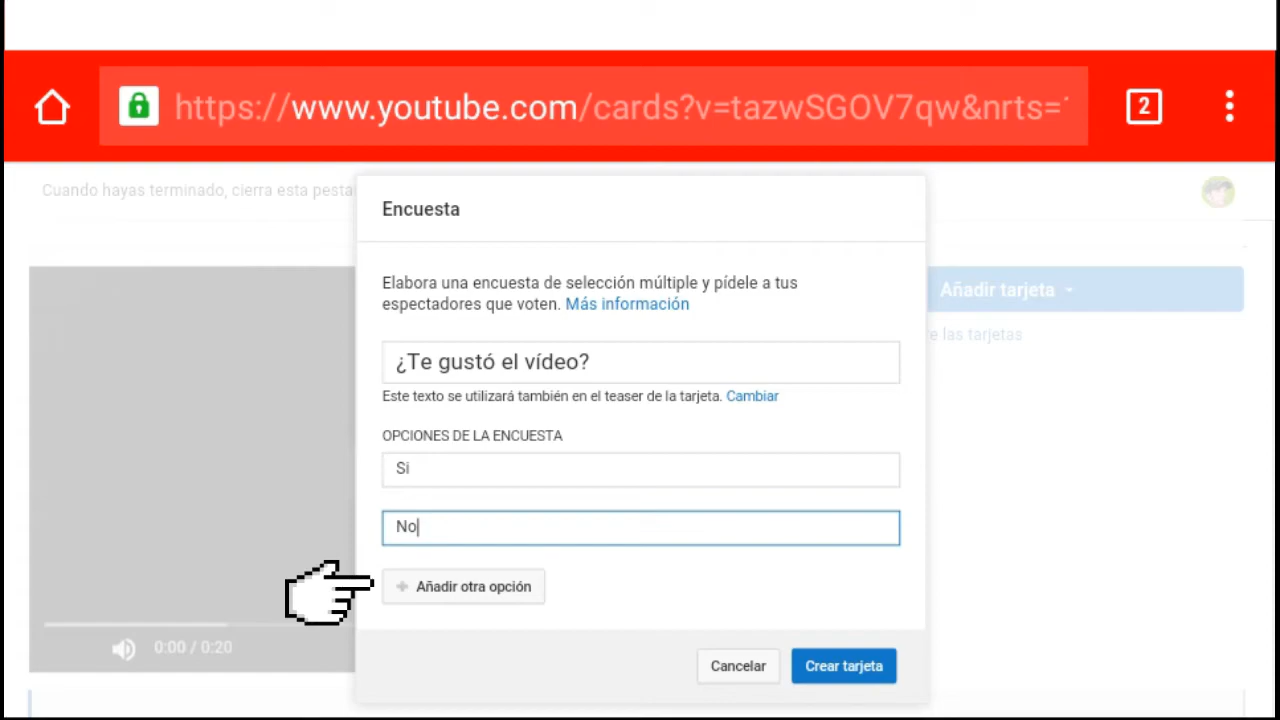 https://www.youtube.com/cards?v=tazwSGOV7qw&nrts=
2
Cuando hayas terminado, cierra esta pesta
Encuesta
Elabora una encuesta de selección múltiple y pídele a tus
espectadores que voten. Más información
Añadir tarjeta
re las tarjetas
¿Te gustó el vídeo?
Este texto se utilizará también en el teaser de la tarjeta. Cambiar
OPCIONES DE LA ENCUESTA
Si
No
+ Añadir otra opción
0:00 / 0:20
Cancelar
Crear tarjeta